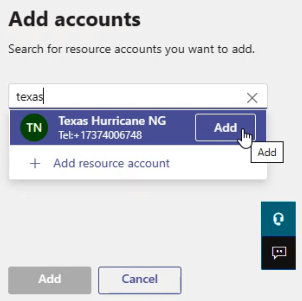 Add accounts
Search for resource accounts you want to add.
texas
TN
Texas Hurricane NG
Tel:+17374006748
Add
Add
+ Add resource account
Add
Cancel